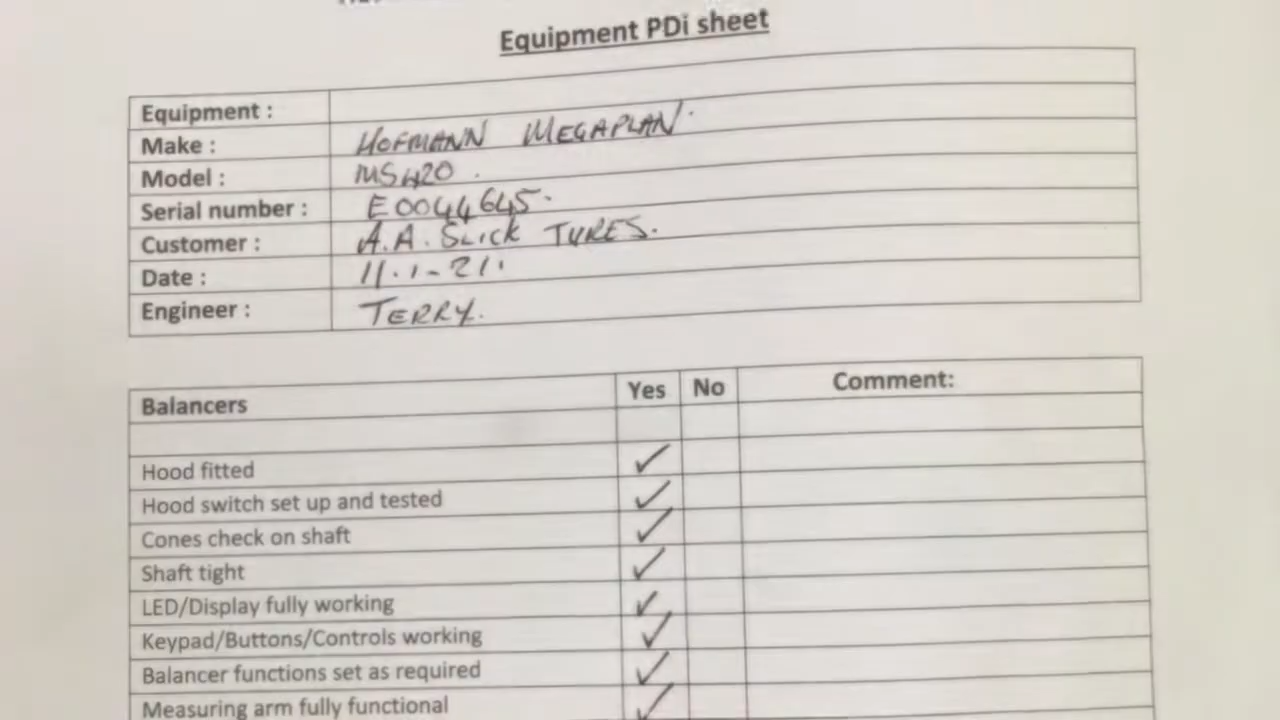 Equipment PDi sheet
Equipment :
Make : HOFMANN MEGAPLAN.
Model : MS420.
Serial number : E0044645.
Customer : A.A. SLICK TYRES.
Date : 11.1-21.
Engineer : TERRY.
Balancers Yes No Comment:
Hood fitted ✓
Hood switch set up and tested ✓
Cones check on shaft ✓
Shaft tight ✓
LED/Display fully working ✓
Keypad/Buttons/Controls working ✓
Balancer functions set as required ✓
Measuring arm fully functional ✓